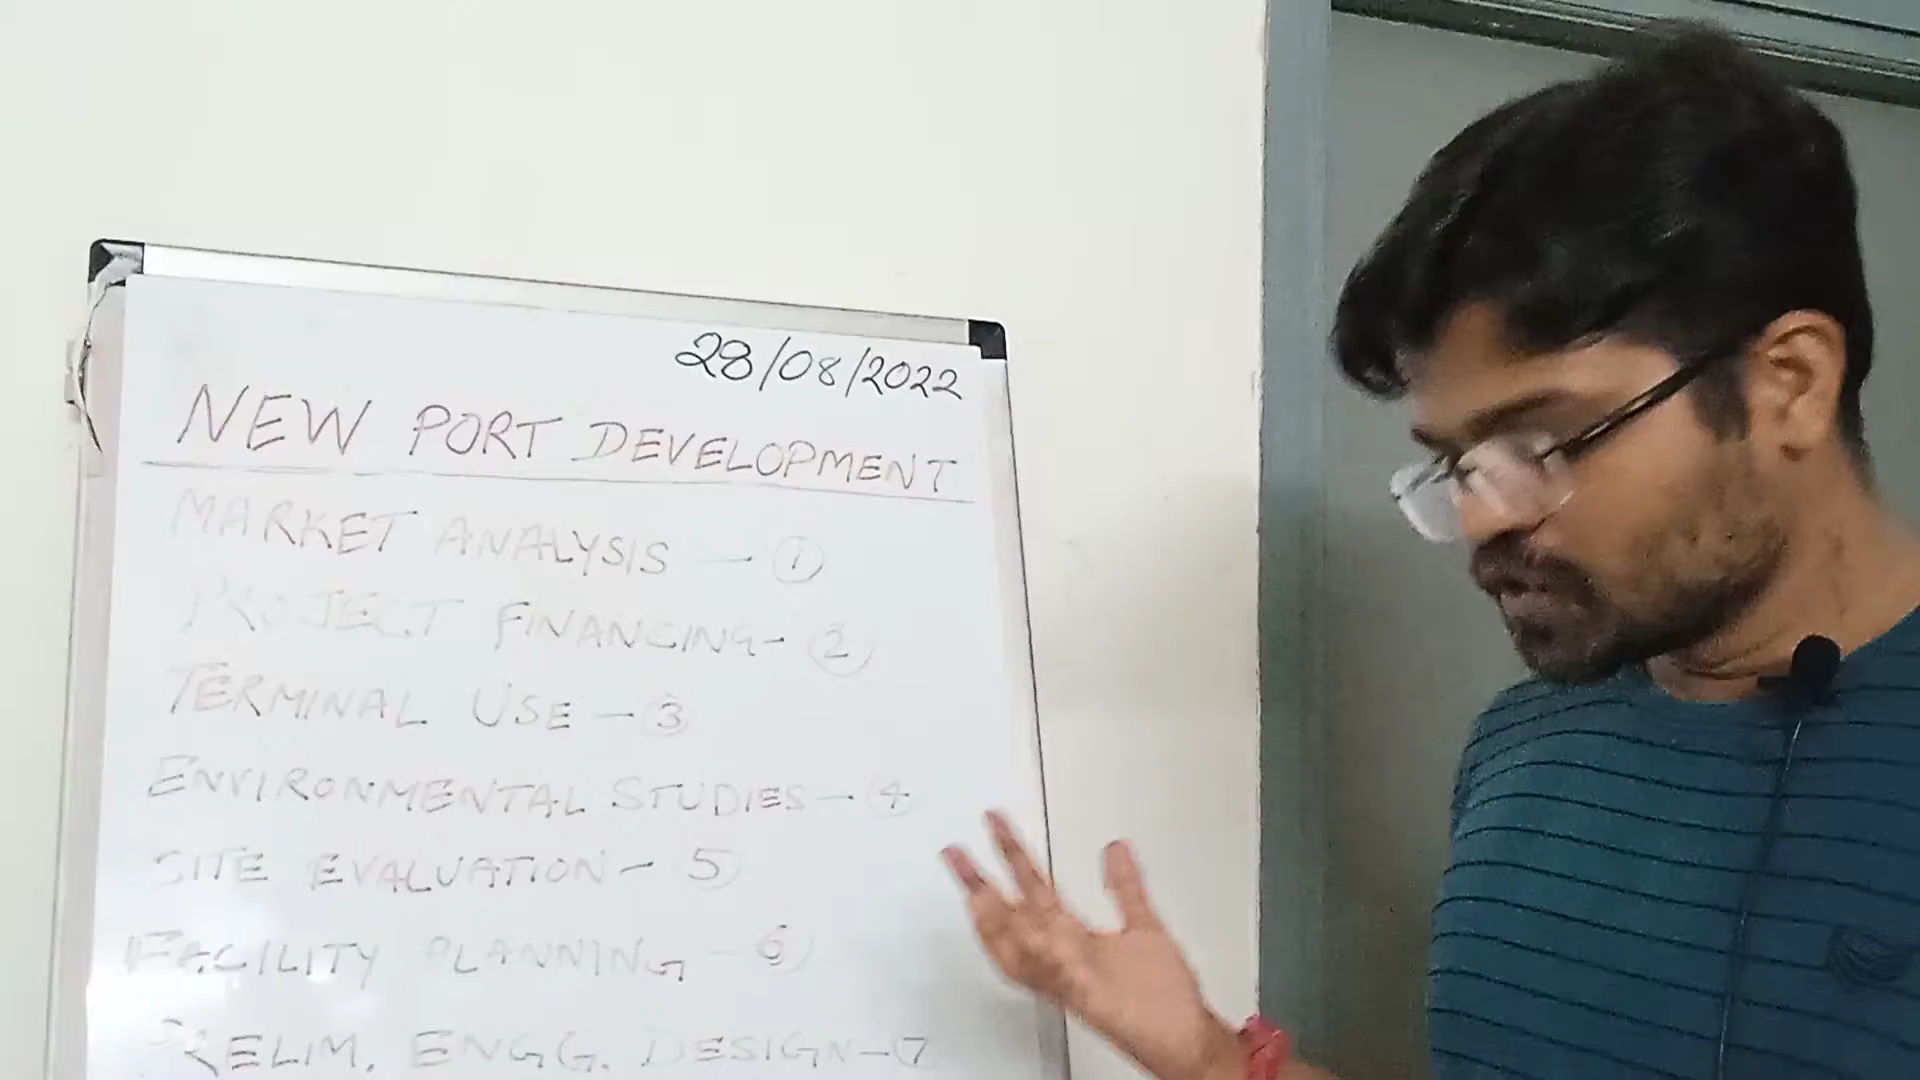 28/08/2022
NEW PORT DEVELOPMENT
MARKET ANALYSIS - 1
PROJECT FINANCING - 2
TERMINAL USE - 3
ENVIRONMENTAL STUDIES - 4
SITE EVALUATION - 5
FACILITY PLANNING - 6
PRELIM. ENGG. DESIGN - 7